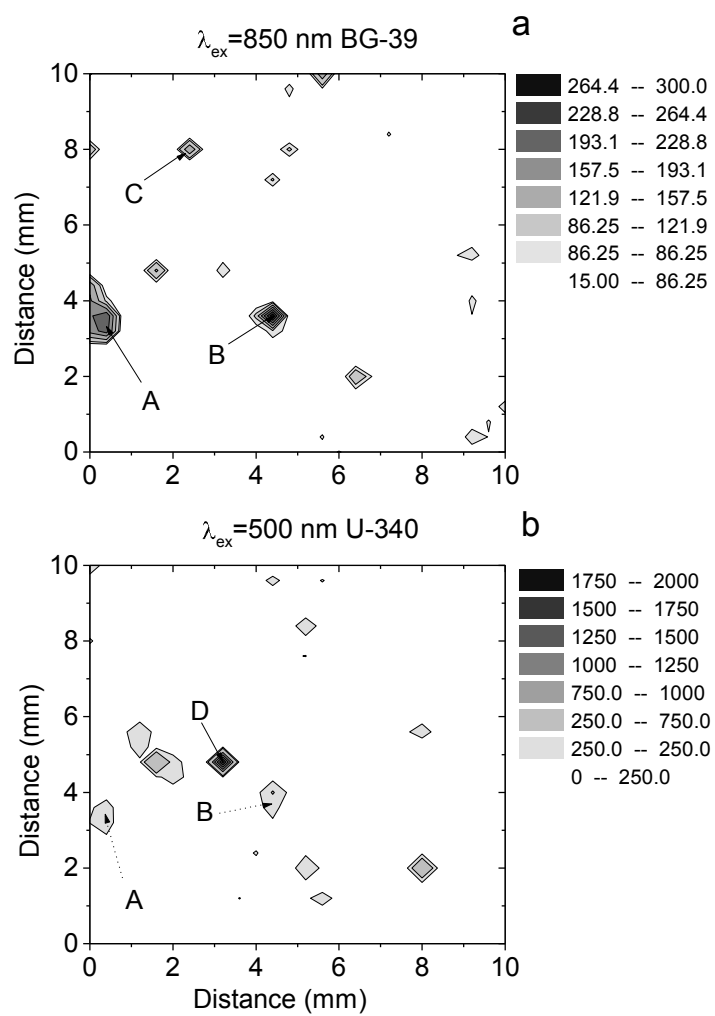 a
λex=850 nm BG-39
10
8
6
4
2
0
0 2 4 6 8 10
Distance (mm)
A
B
C
264.4 -- 300.0
228.8 -- 264.4
193.1 -- 228.8
157.5 -- 193.1
121.9 -- 157.5
86.25 -- 121.9
86.25 -- 86.25
15.00 -- 86.25
b
λex=500 nm U-340
10
8
6
4
2
0
0 2 4 6 8 10
Distance (mm)
Distance (mm)
D
B
A
1750 -- 2000
1500 -- 1750
1250 -- 1500
1000 -- 1250
750.0 -- 1000
250.0 -- 750.0
250.0 -- 250.0
0 -- 250.0